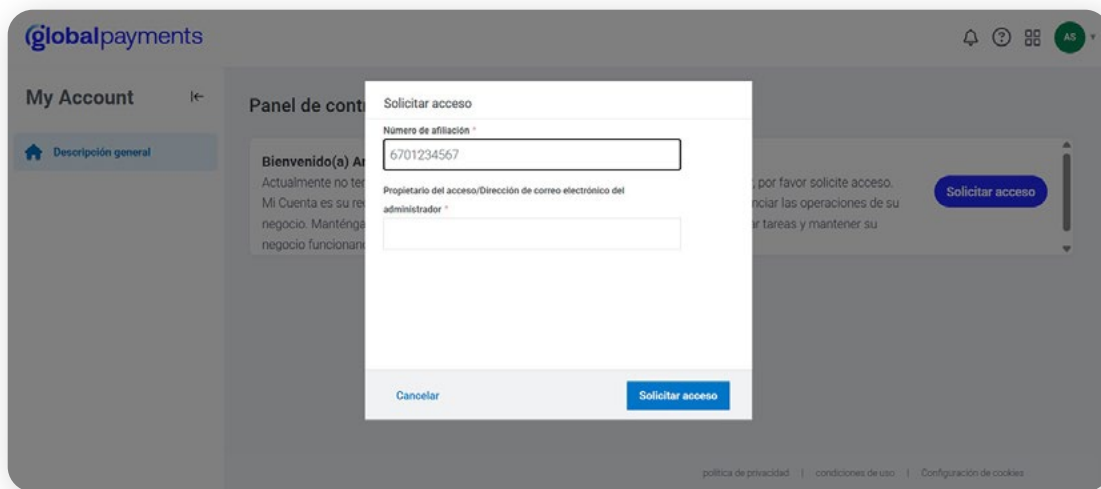 globalpayments
AS
My Account
Descripción general
Panel de cont
Bienvenido(a) Ar
Actualmente no ter
Mi Cuenta es su re
negocio. Manténga
negocio funcionan
, por favor solicite acceso.
nciar las operaciones de su
ar tareas y mantener su
Solicitar acceso
Solicitar acceso
Número de afiliación *
6701234567
Propietario del acceso/Dirección de correo electrónico del
administrador *
Cancelar
Solicitar acceso
política de privacidad | condiciones de uso | Configuración de cookies